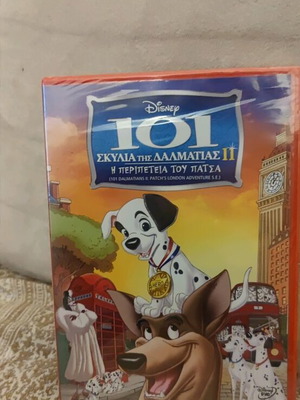 Disney
101
ΣΚΥΛΙΑ ΤΗΣ ΔΑΛΜΑΤΙΑΣ II
Η ΠΕΡΙΠΕΤΕΙΑ ΤΟΥ ΠΑΤΣΑ
(101 DALMATIANS II: PATCH'S LONDON ADVENTURE S.E.)